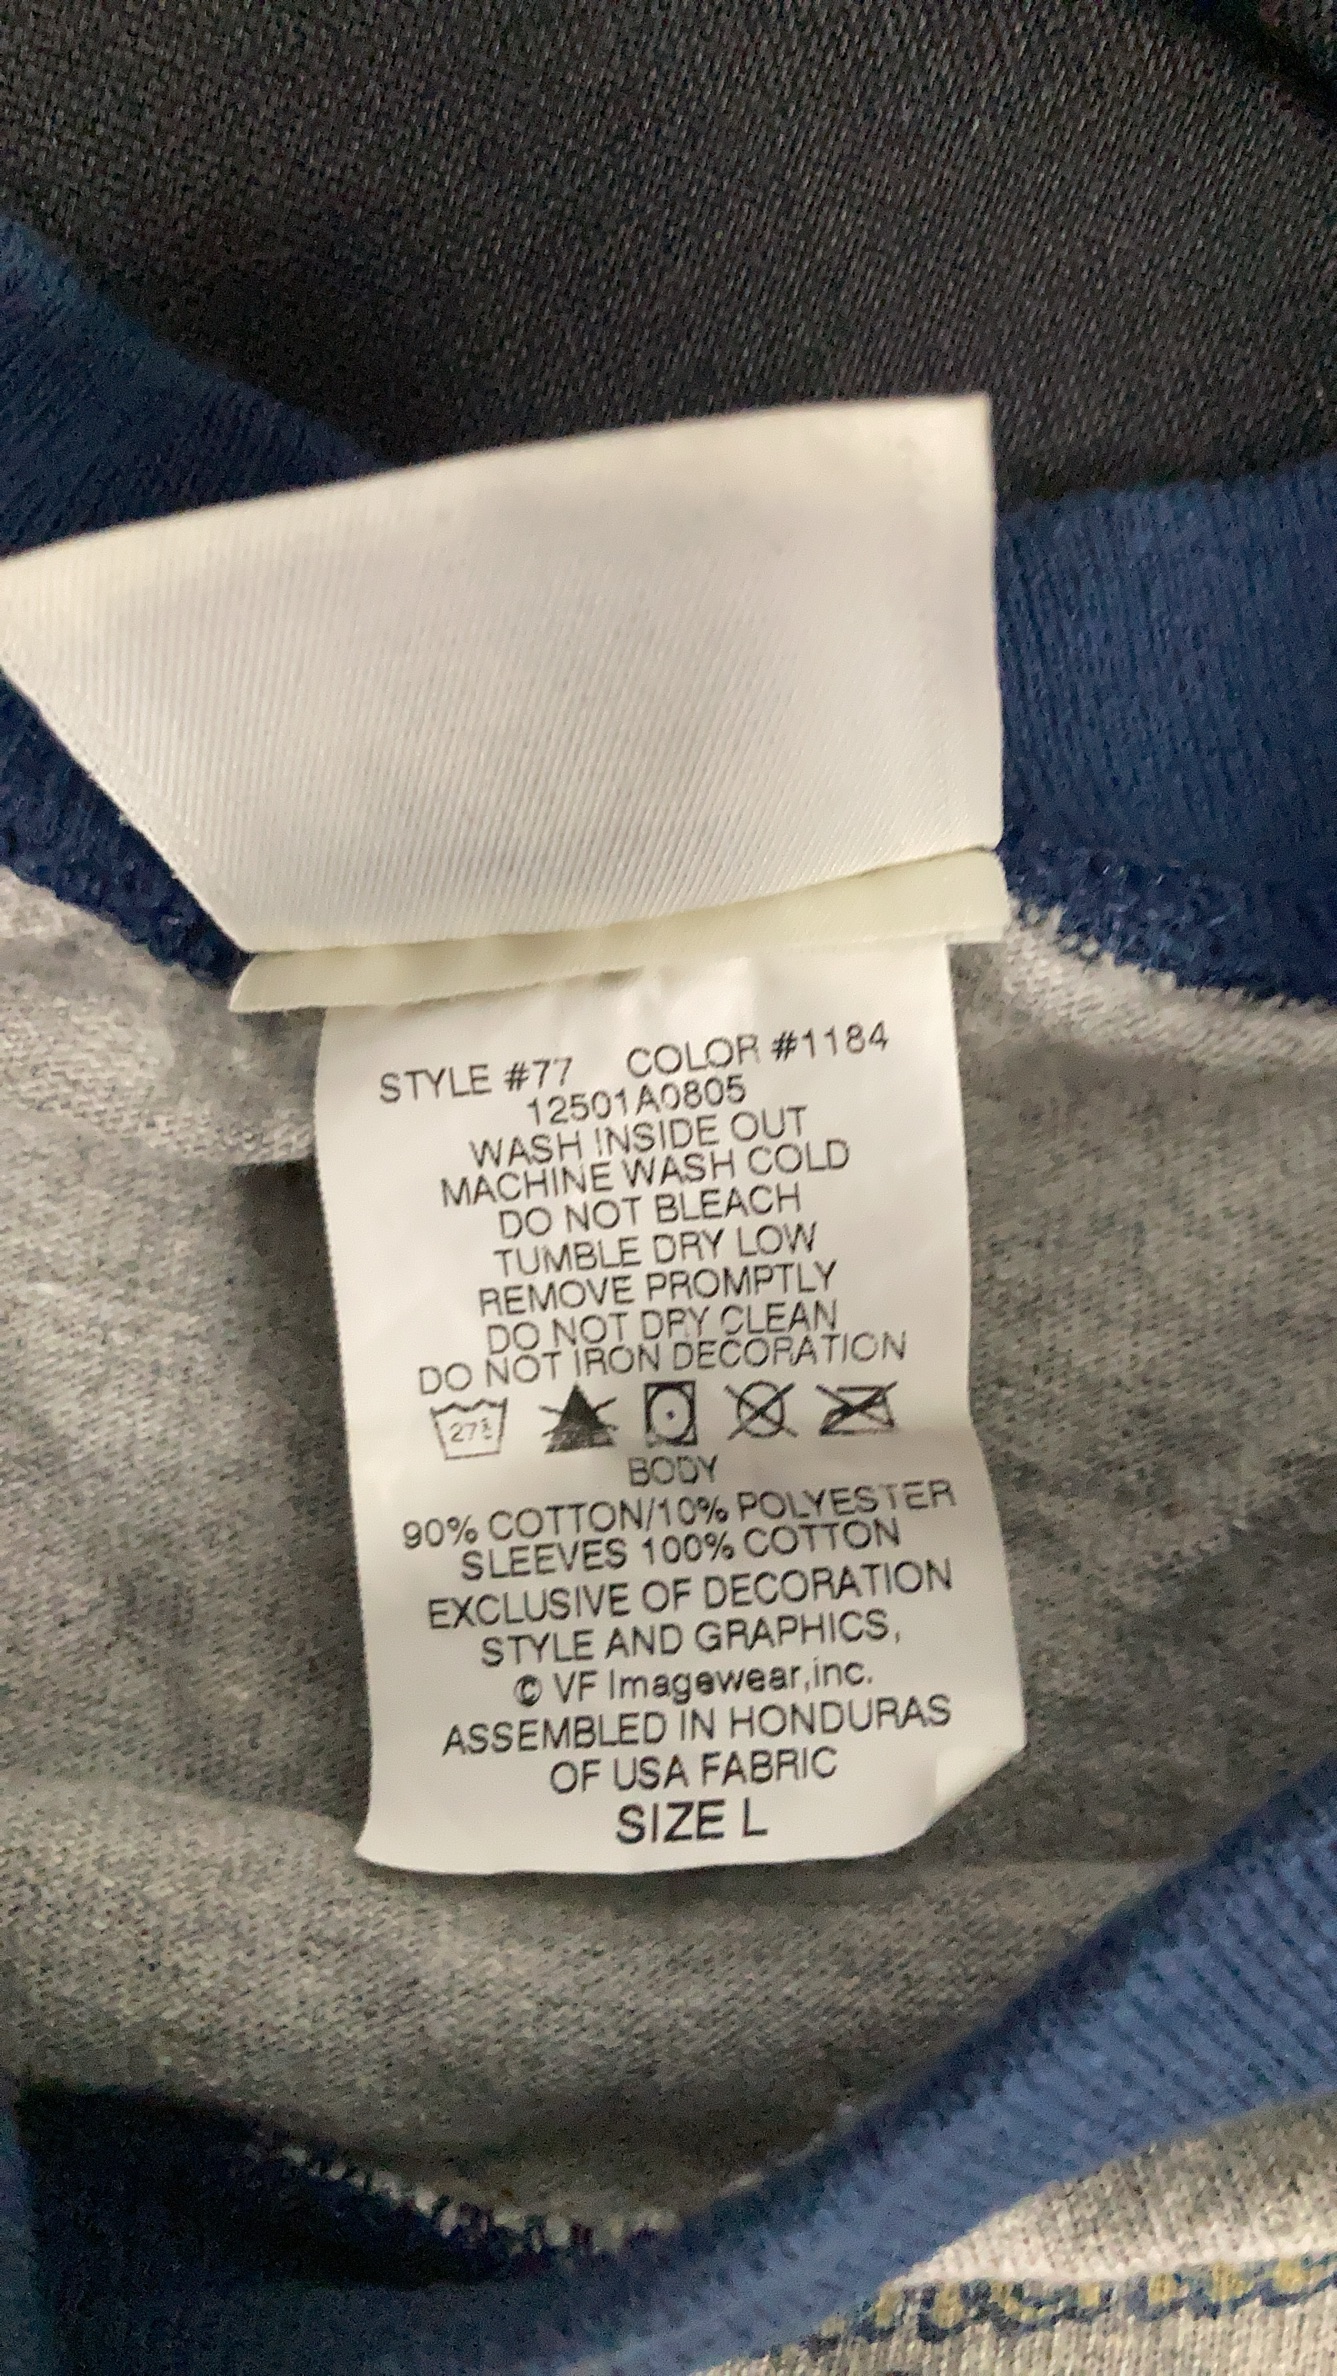 STYLE #77 COLOR #1184
12501A0805
WASH INSIDE OUT
MACHINE WASH COLD
DO NOT BLEACH
TUMBLE DRY LOW
REMOVE PROMPTLY
DO NOT DRY CLEAN
DO NOT IRON DECORATION
BODY
90% COTTON/10% POLYESTER
SLEEVES 100% COTTON
EXCLUSIVE OF DECORATION
STYLE AND GRAPHICS,
© VF Imagewear,inc.
ASSEMBLED IN HONDURAS
OF USA FABRIC
SIZE L